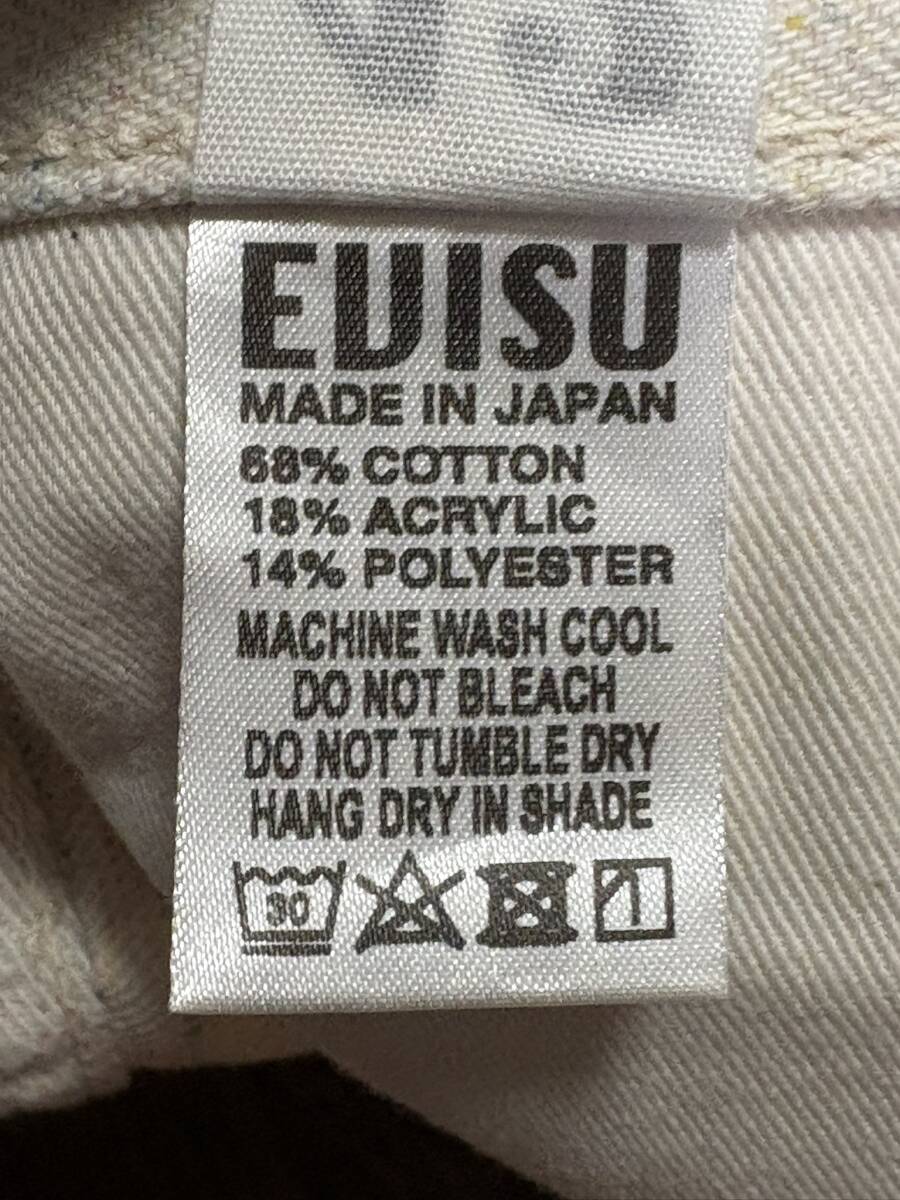 EVISU
MADE IN JAPAN
68% COTTON
18% ACRYLIC
14% POLYESTER
MACHINE WASH COOL
DO NOT BLEACH
DO NOT TUMBLE DRY
HANG DRY IN SHADE
30